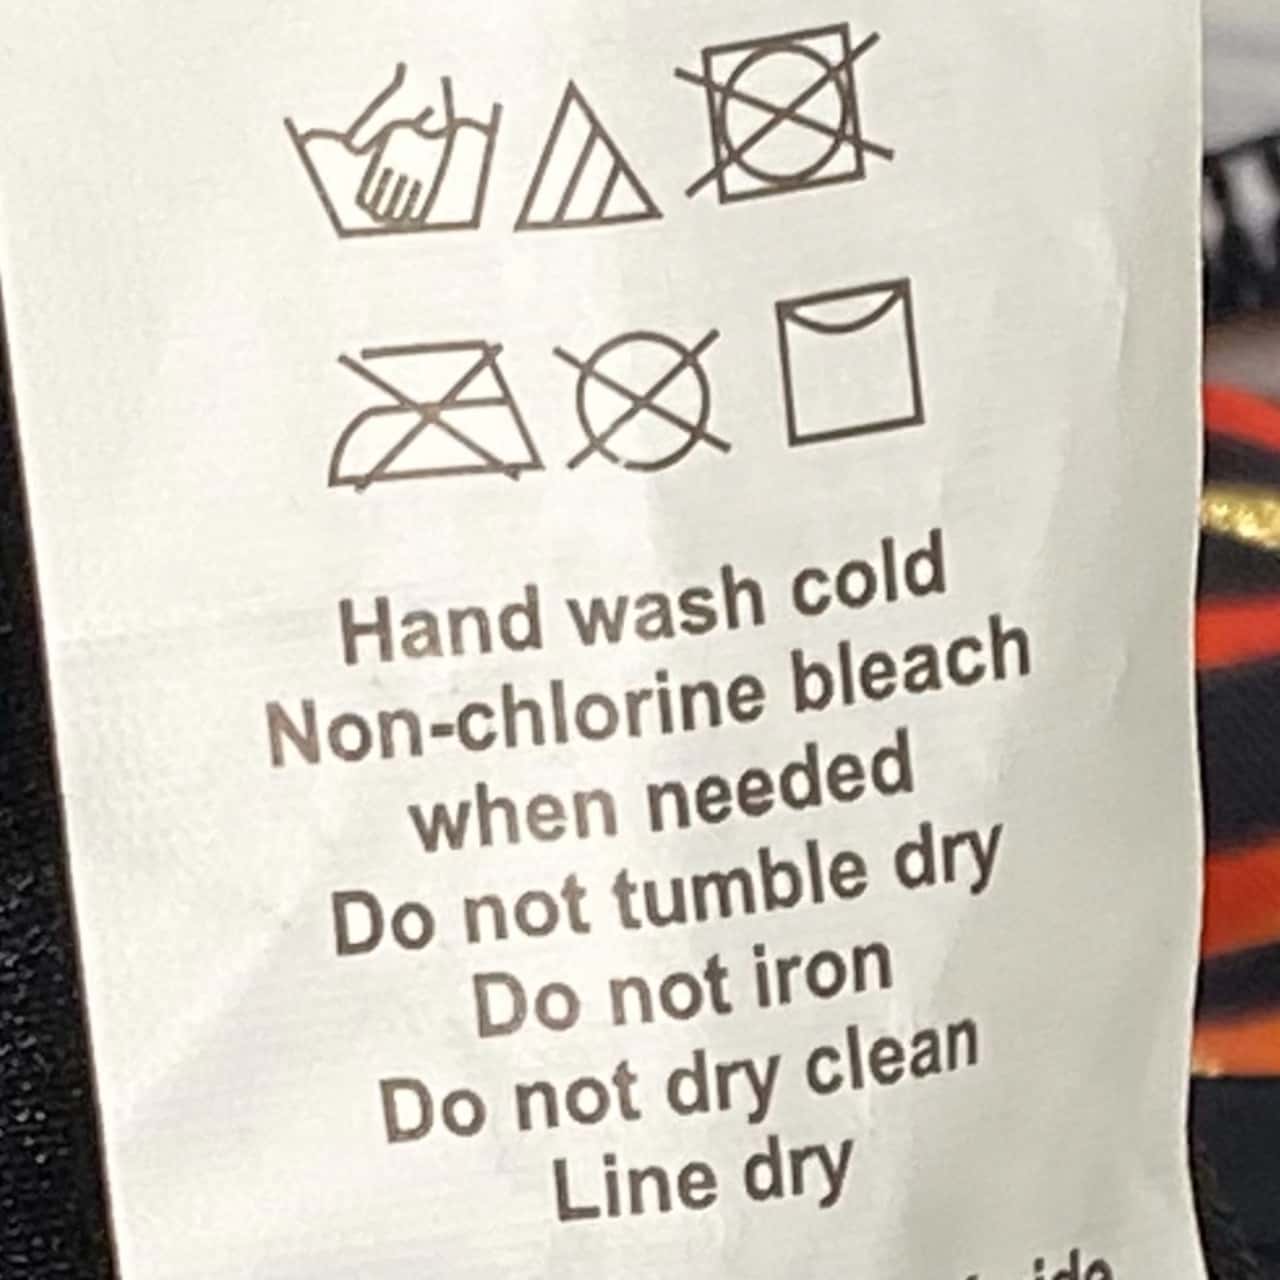 Hand wash cold
Non-chlorine bleach
when needed
Do not tumble dry
Do not iron
Do not dry clean
Line dry